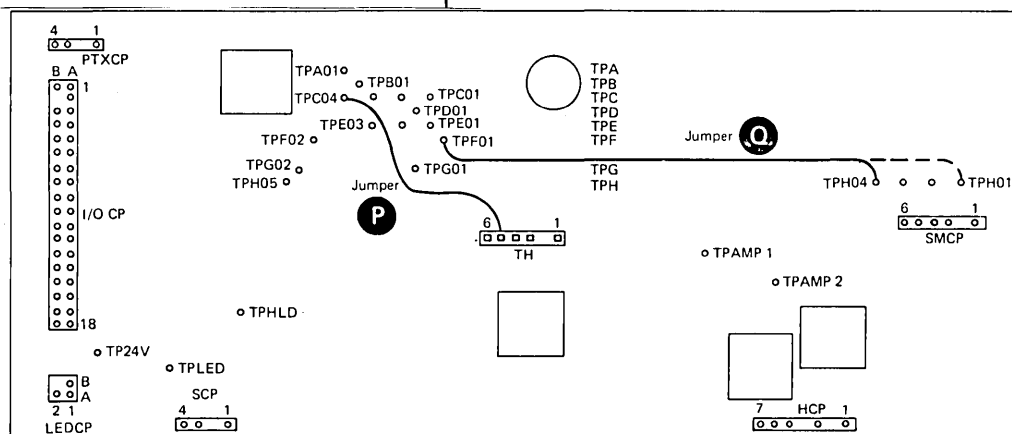 4 1
PTXCP
B A
1
I/O CP
18
TPA01
TPB01
TPC04
TPC01
TPD01
TPE03
TPE01
TPF02
TPF01
TPG02
TPG01
TPH05
Jumper
P
TPA
TPB
TPC
TPD
TPE
TPF
TPG
TPH
Jumper
Q
TPH04
TPH01
6 1
SMCP
6 1
TH
TPAMP 1
TPAMP 2
TPHLD
TP24V
TPLED
B
A
2 1
LEDCP
SCP
4 1
7 HCP 1